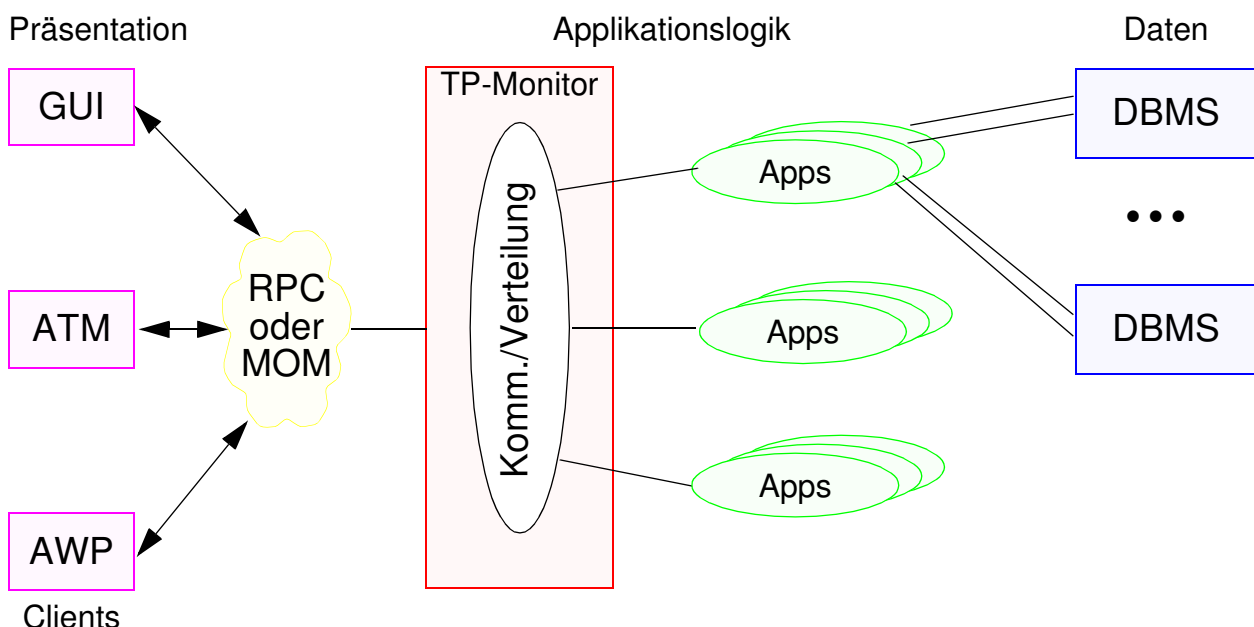 Präsentation
Applikationslogik
Daten
GUI
TP-Monitor
DBMS
Apps
•••
ATM
RPC
oder
MOM
Komm./Verteilung
Apps
DBMS
AWP
Apps
Clients